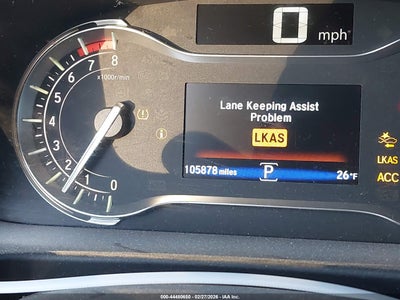 0 mph
8
7
6
5
4
3
2
1
0
x1000r/min
Lane Keeping Assist
Problem
LKAS
105878 miles
P
26°F
LKAS
ACC
000-44460660 - 02/27/2026 - IAA Inc.